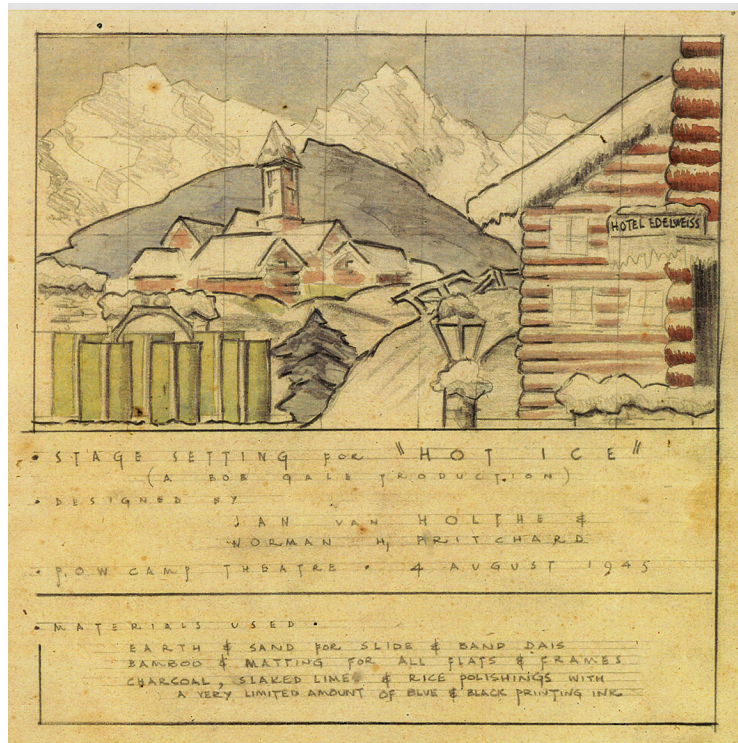 HOTEL EDELWEISS
• STAGE SETTING FOR "HOT ICE"
(A BOB GALE PRODUCTION)
• DESIGNED BY
JAN VAN HOLTHE &
NORMAN H, PRITCHARD
• P.O.W CAMP THEATRE • 4 AUGUST 1945
• MATERIALS USED •
EARTH & SAND FOR SLIDE & BAND DAIS
BAMBOO & MATTING FOR ALL FLATS & FRAMES
CHARCOAL, SLAKED LIME & RICE POLISHINGS WITH
A VERY LIMITED AMOUNT OF BLUE & BLACK PRINTING INK